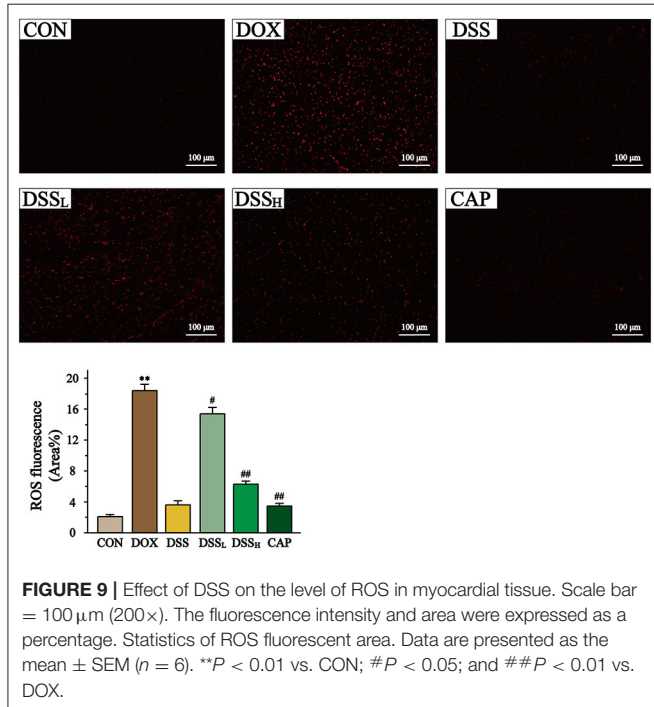 CON DOX DSS
100 μm 100 μm 100 μm
DSSL DSSH CAP
100 μm 100 μm 100 μm
ROS fluorescence
(Area%)
20
16
12
8
4
0
** # ## ##
CON DOX DSS DSSL DSSH CAP
FIGURE 9 | Effect of DSS on the level of ROS in myocardial tissue. Scale bar
= 100 μm (200×). The fluorescence intensity and area were expressed as a
percentage. Statistics of ROS fluorescent area. Data are presented as the
mean ± SEM (n = 6). **P < 0.01 vs. CON; #P < 0.05; and ##P < 0.01 vs.
DOX.